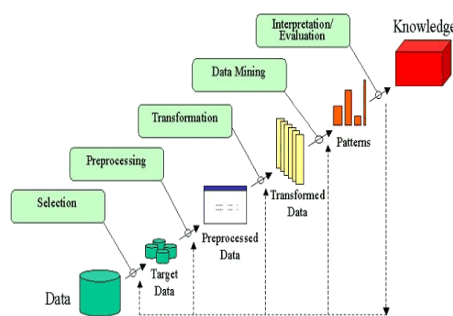 Interpretation/
Evaluation
Knowledge
Data Mining
Transformation
Patterns
Preprocessing
Transformed
Data
Selection
Preprocessed
Data
Target
Data
Data